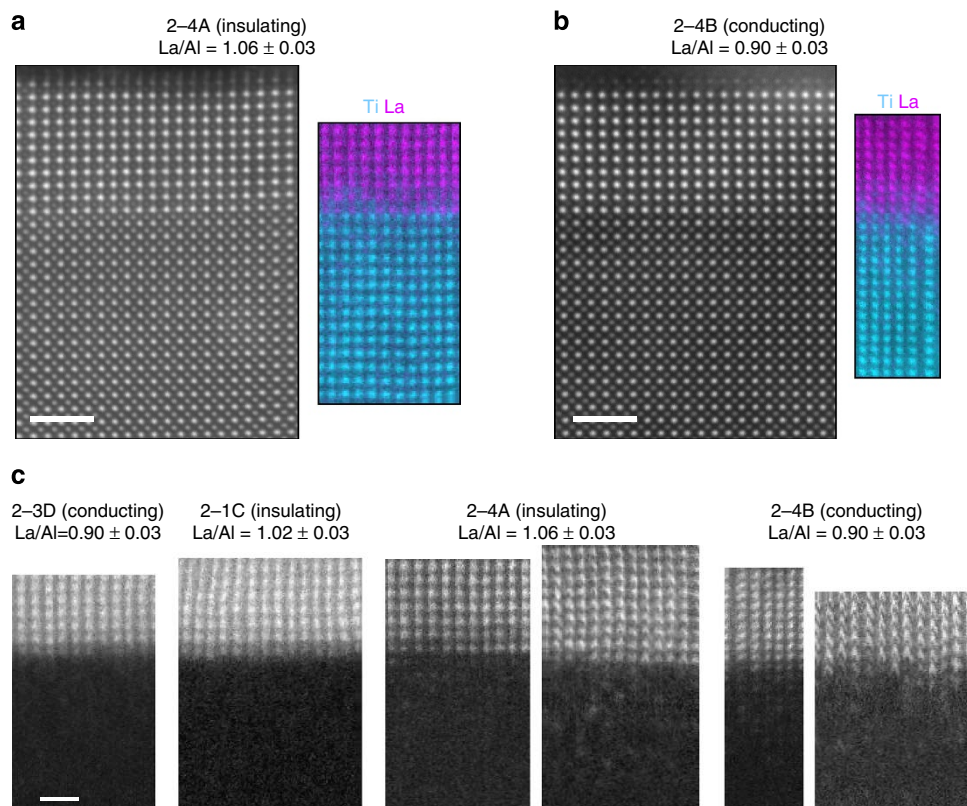 a
2–4A (insulating)
La/Al = 1.06 ± 0.03
Ti La
b
2–4B (conducting)
La/Al = 0.90 ± 0.03
Ti La
c
2–3D (conducting)
La/Al=0.90 ± 0.03
2–1C (insulating)
La/Al = 1.02 ± 0.03
2–4A (insulating)
La/Al = 1.06 ± 0.03
2–4B (conducting)
La/Al = 0.90 ± 0.03